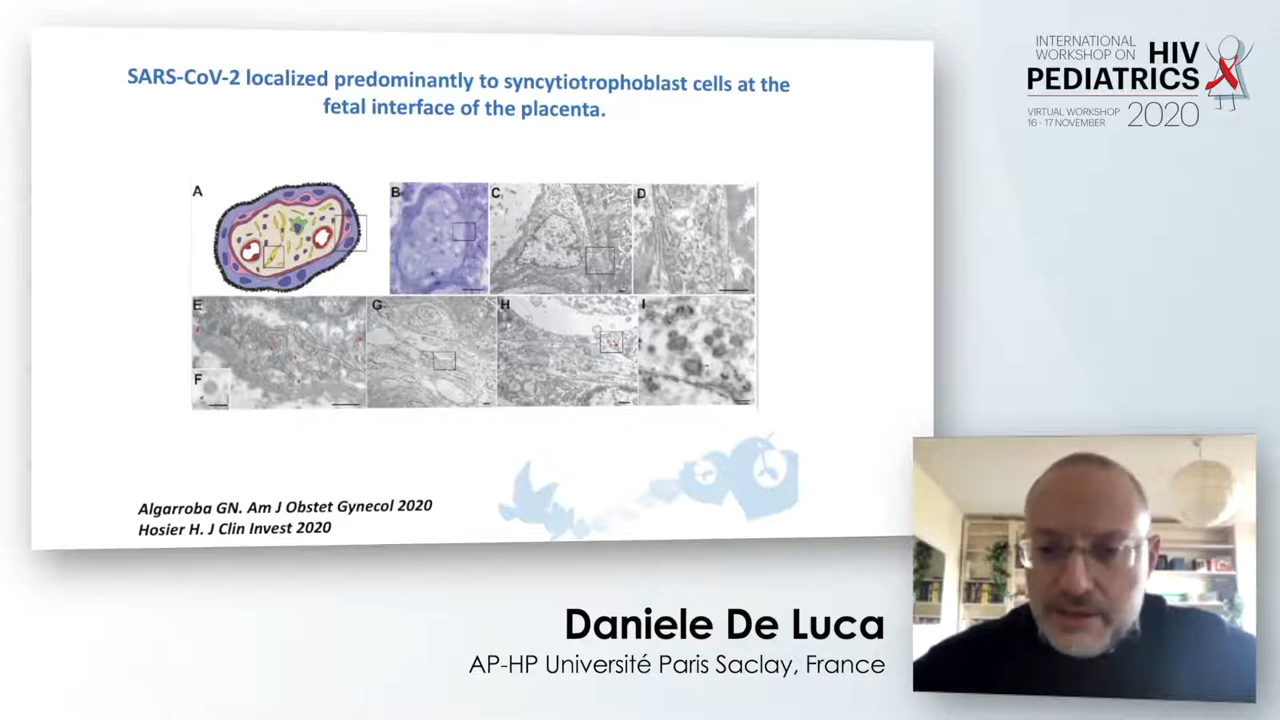 SARS-CoV-2 localized predominantly to syncytiotrophoblast cells at the
fetal interface of the placenta.
A
B
C
D
E
F
G
H
I
Algarroba GN. Am J Obstet Gynecol 2020
Hosier H. J Clin Invest 2020
INTERNATIONAL
WORKSHOP ON
HIV
PEDIATRICS
VIRTUAL WORKSHOP
16 - 17 NOVEMBER
2020
Daniele De Luca
AP-HP Université Paris Saclay, France